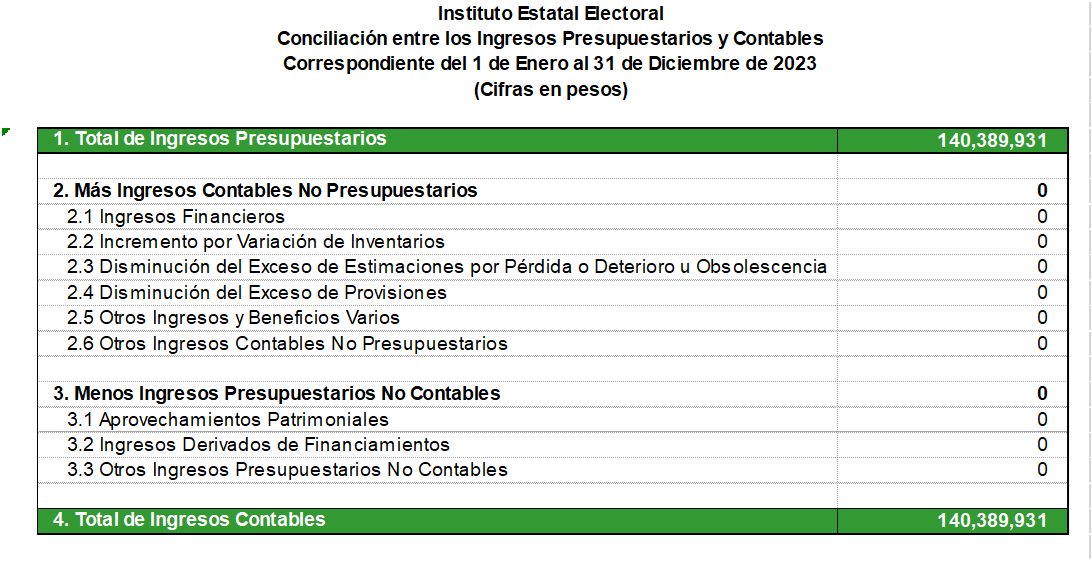 Instituto Estatal Electoral
Conciliación entre los Ingresos Presupuestarios y Contables
Correspondiente del 1 de Enero al 31 de Diciembre de 2023
(Cifras en pesos)
1. Total de Ingresos Presupuestarios 140,389,931
2. Más Ingresos Contables No Presupuestarios 0
2.1 Ingresos Financieros 0
2.2 Incremento por Variación de Inventarios 0
2.3 Disminución del Exceso de Estimaciones por Pérdida o Deterioro u Obsolescencia 0
2.4 Disminución del Exceso de Provisiones 0
2.5 Otros Ingresos y Beneficios Varios 0
2.6 Otros Ingresos Contables No Presupuestarios 0
3. Menos Ingresos Presupuestarios No Contables 0
3.1 Aprovechamientos Patrimoniales 0
3.2 Ingresos Derivados de Financiamientos 0
3.3 Otros Ingresos Presupuestarios No Contables 0
4. Total de Ingresos Contables 140,389,931